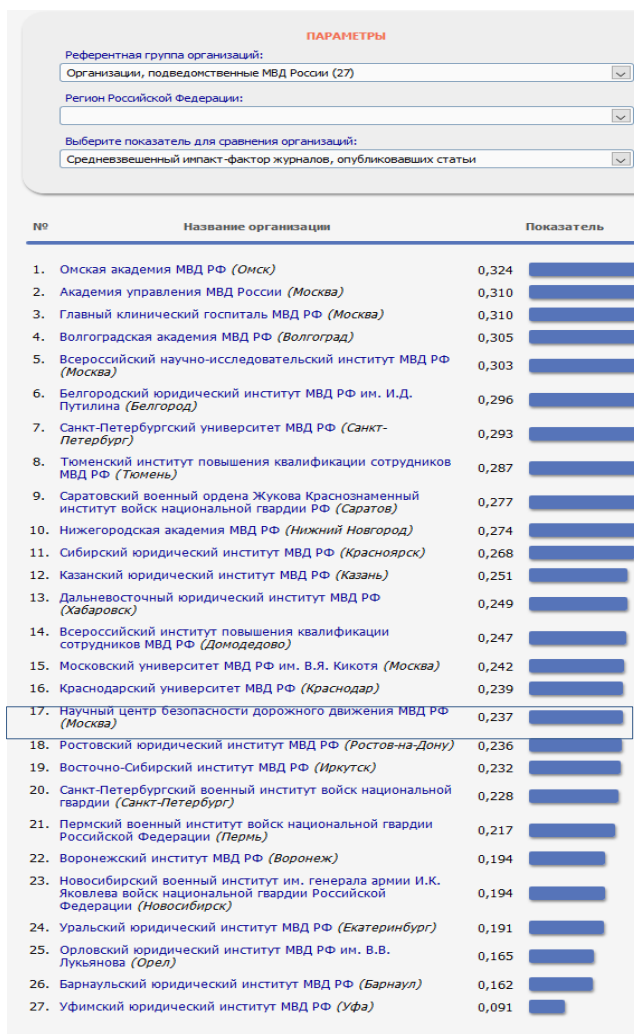 ПАРАМЕТРЫ
Референтная группа организаций:
Организации, подведомственные МВД России (27)
Регион Российской Федерации:
Выберите показатель для сравнения организаций:
Средневзвешенный импакт-фактор журналов, опубликовавших статьи
№ Название организации Показатель
1. Омская академия МВД РФ (Омск) 0,324
2. Академия управления МВД России (Москва) 0,310
3. Главный клинический госпиталь МВД РФ (Москва) 0,310
4. Волгоградская академия МВД РФ (Волгоград) 0,305
5. Всероссийский научно-исследовательский институт МВД РФ
(Москва) 0,303
6. Белгородский юридический институт МВД РФ им. И.Д.
Путилина (Белгород) 0,296
7. Санкт-Петербургский университет МВД РФ (Санкт-
Петербург) 0,293
8. Тюменский институт повышения квалификации сотрудников
МВД РФ (Тюмень) 0,287
9. Саратовский военный ордена Жукова Краснознаменный
институт войск национальной гвардии РФ (Саратов) 0,277
10. Нижегородская академия МВД РФ (Нижний Новгород) 0,274
11. Сибирский юридический институт МВД РФ (Красноярск) 0,268
12. Казанский юридический институт МВД РФ (Казань) 0,251
13. Дальневосточный юридический институт МВД РФ
(Хабаровск) 0,249
14. Всероссийский институт повышения квалификации
сотрудников МВД РФ (Домодедово) 0,247
15. Московский университет МВД РФ им. В.Я. Кикотя (Москва) 0,242
16. Краснодарский университет МВД РФ (Краснодар) 0,239
17. Научный центр безопасности дорожного движения МВД РФ
(Москва) 0,237
18. Ростовский юридический институт МВД РФ (Ростов-на-Дону) 0,236
19. Восточно-Сибирский институт МВД РФ (Иркутск) 0,232
20. Санкт-Петербургский военный институт войск национальной
гвардии (Санкт-Петербург) 0,228
21. Пермский военный институт войск национальной гвардии
Российской Федерации (Пермь) 0,217
22. Воронежский институт МВД РФ (Воронеж) 0,194
23. Новосибирский военный институт им. генерала армии И.К.
Яковлева войск национальной гвардии Российской
Федерации (Новосибирск) 0,194
24. Уральский юридический институт МВД РФ (Екатеринбург) 0,191
25. Орловский юридический институт МВД РФ им. В.В.
Лукьянова (Орел) 0,165
26. Барнаульский юридический институт МВД РФ (Барнаул) 0,162
27. Уфимский юридический институт МВД РФ (Уфа) 0,091